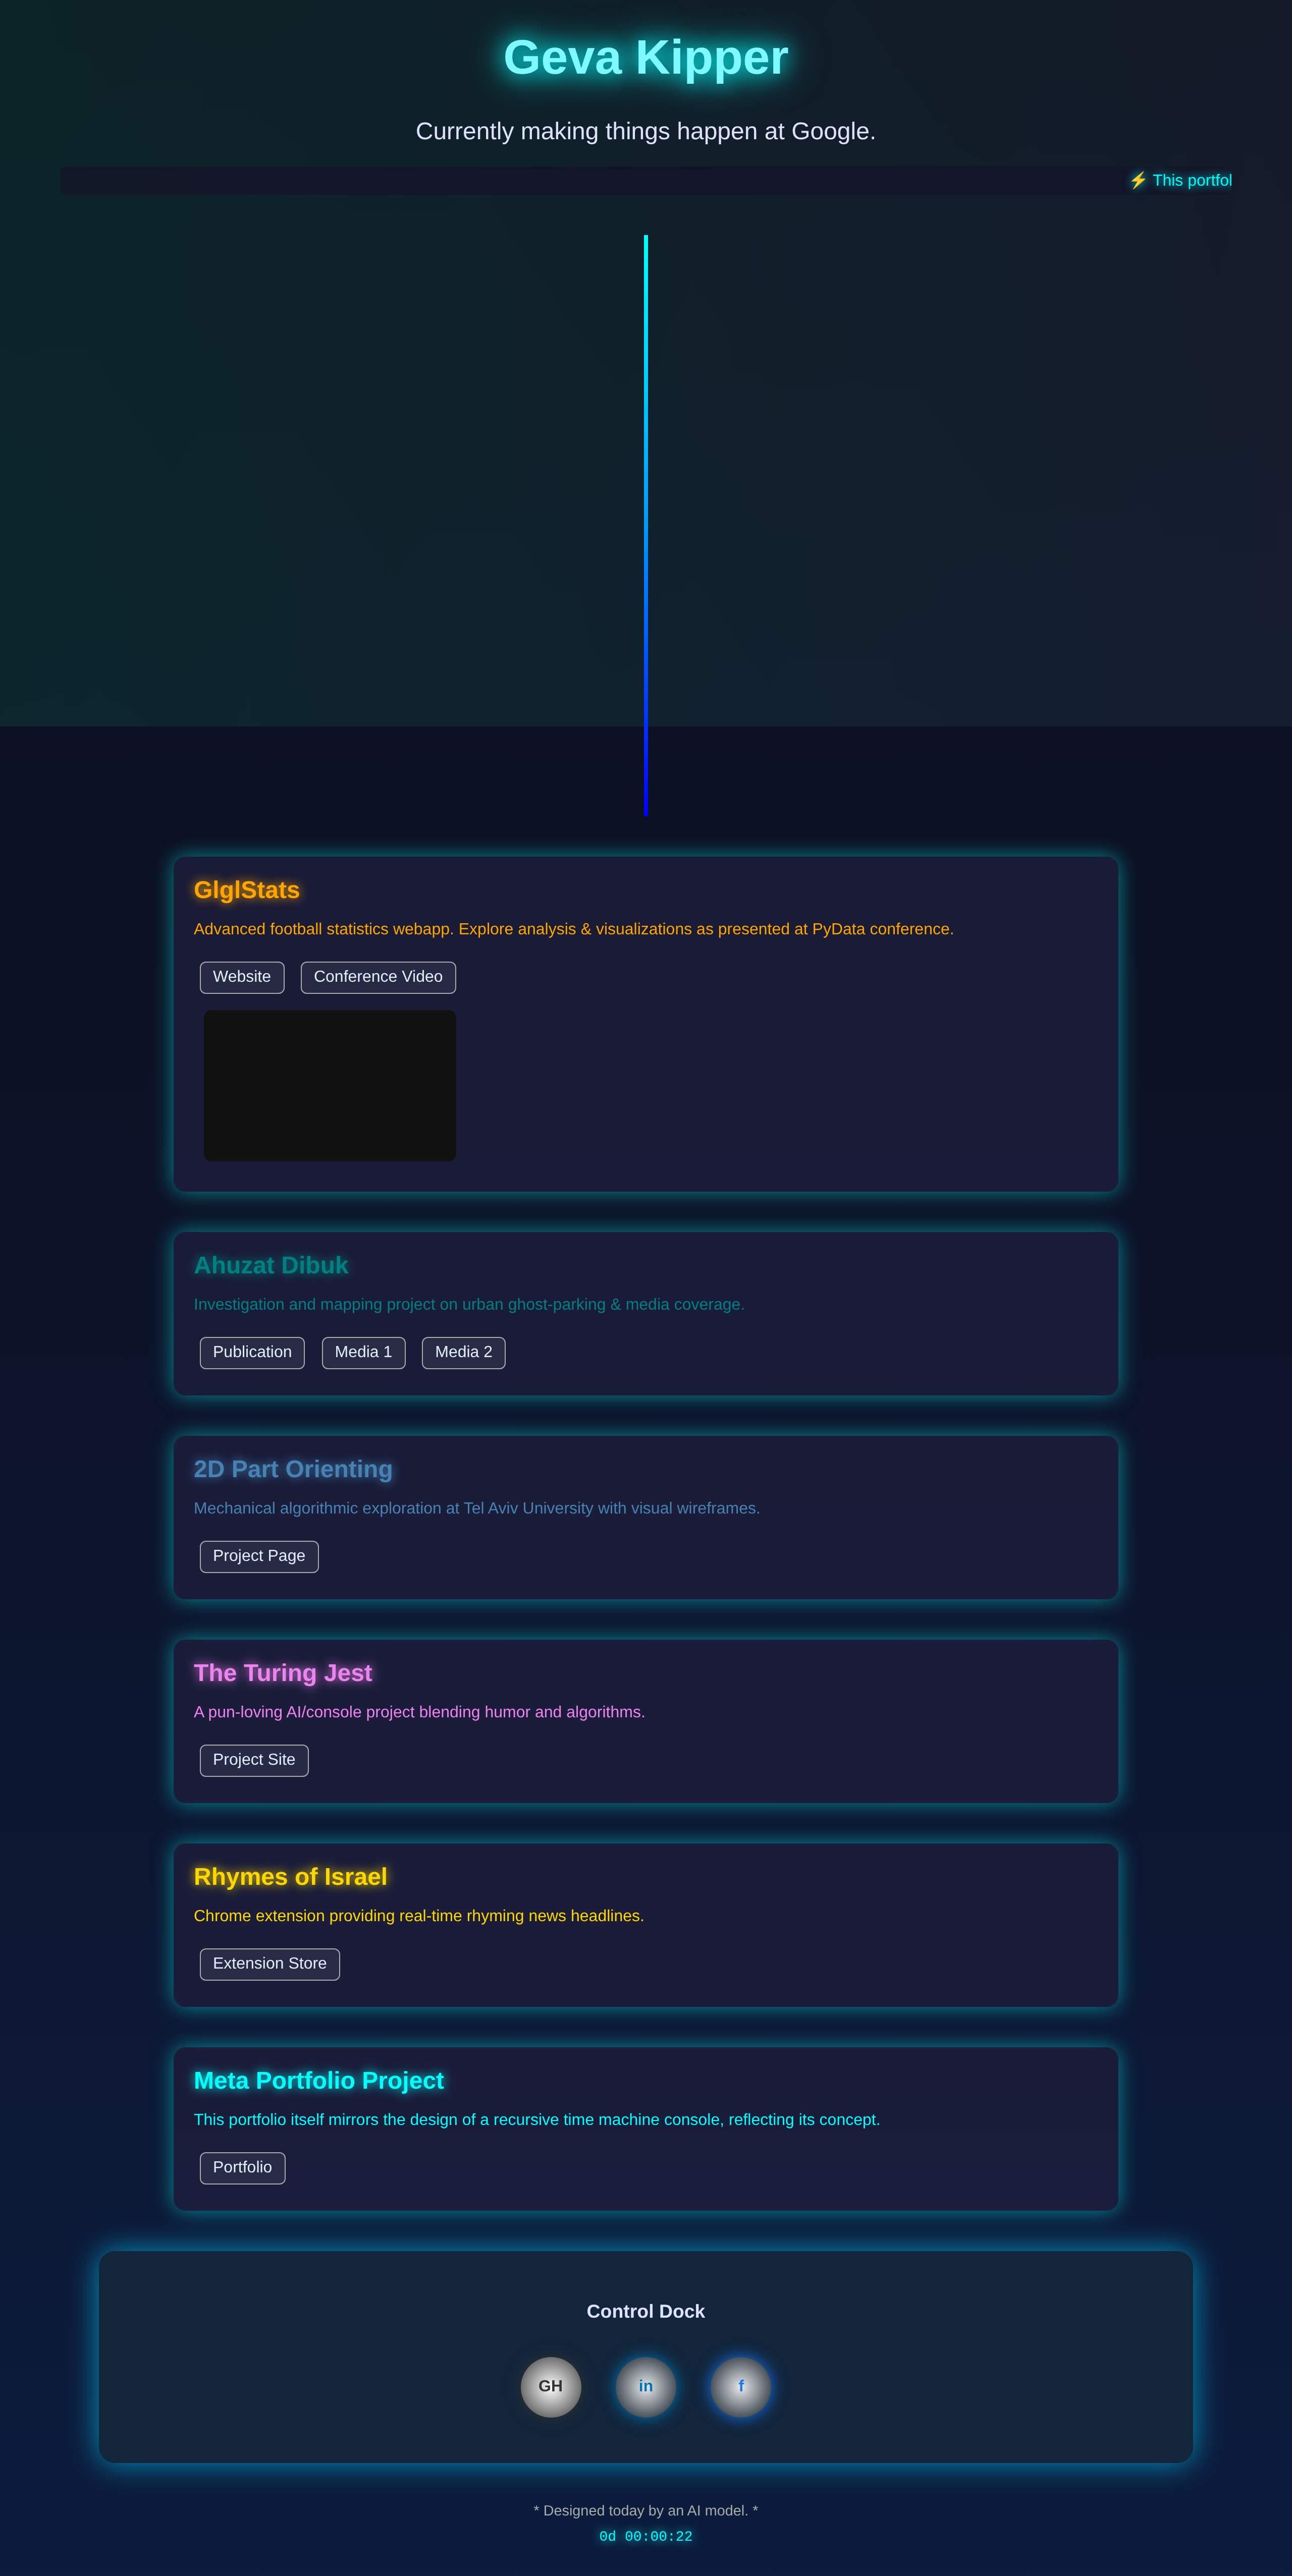 Geva Kipper
Currently making things happen at Google.
⚡ This portfol
GlglStats
Advanced football statistics webapp. Explore analysis & visualizations as presented at PyData conference.
Website
Conference Video
Ahuzat Dibuk
Investigation and mapping project on urban ghost-parking & media coverage.
Publication
Media 1
Media 2
2D Part Orienting
Mechanical algorithmic exploration at Tel Aviv University with visual wireframes.
Project Page
The Turing Jest
A pun-loving AI/console project blending humor and algorithms.
Project Site
Rhymes of Israel
Chrome extension providing real-time rhyming news headlines.
Extension Store
Meta Portfolio Project
This portfolio itself mirrors the design of a recursive time machine console, reflecting its concept.
Portfolio
Control Dock
GH
in
f
* Designed today by an AI model. *
0d 00:00:22